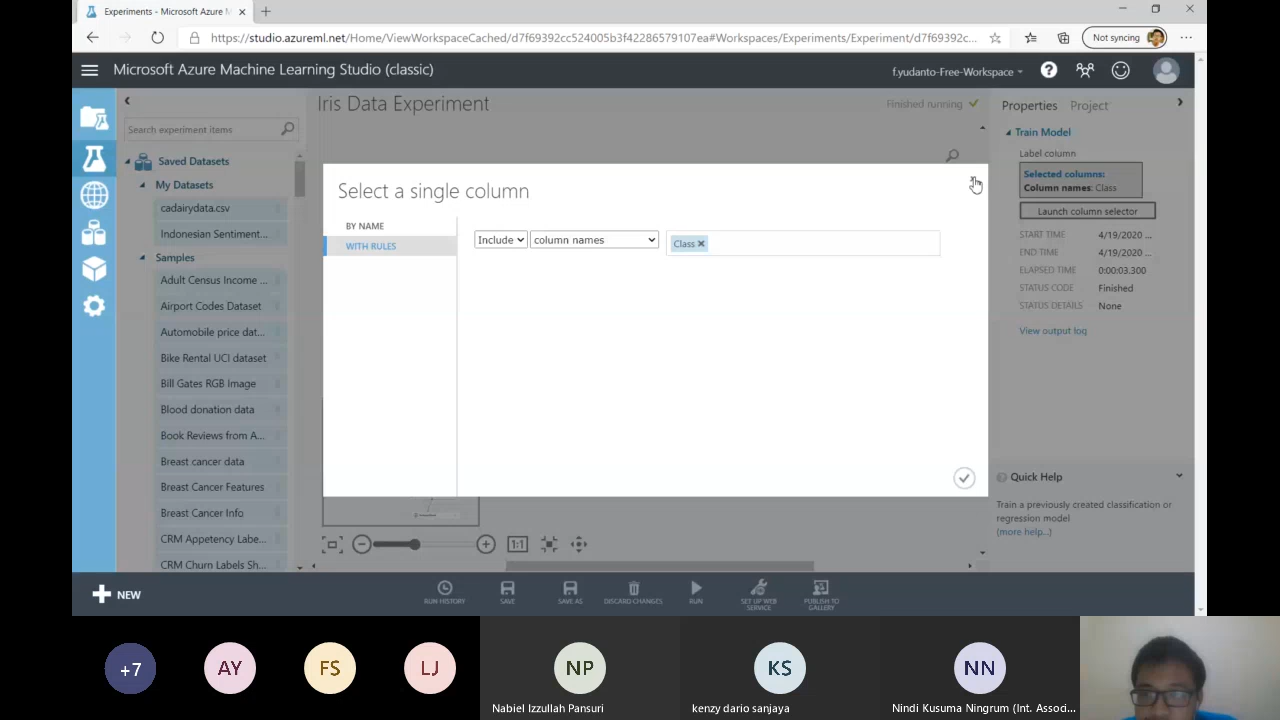 Experiments - Microsoft Azure M
https://studio.azureml.net/Home/ViewWorkspaceCached/d7f69392cc524005b3f42286579107ea#Workspaces/Experiments/Experiment/d7f69392c...
Not syncing
Microsoft Azure Machine Learning Studio (classic)
f.yudanto-Free-Workspace
Iris Data Experiment
Finished running
Search experiment items
Saved Datasets
My Datasets
cadairydata.csv
Indonesian Sentiment...
Samples
Adult Census Income ...
Airport Codes Dataset
Automobile price dat...
Bike Rental UCI dataset
Bill Gates RGB Image
Blood donation data
Book Reviews from A...
Breast cancer data
Breast Cancer Features
Breast Cancer Info
CRM Appetency Labe...
CRM Churn Labels Sh...
Select a single column
BY NAME
WITH RULES
Include
column names
Class
1:1
Properties
Project
Train Model
Label column
Selected columns:
Column names: Class
Launch column selector
START TIME 4/19/2020 ...
END TIME 4/19/2020 ...
ELAPSED TIME 0:00:03.300
STATUS CODE Finished
STATUS DETAILS None
View output log
Quick Help
Train a previously created classification or
regression model
(more help...)
NEW
RUN HISTORY
SAVE
SAVE AS
DISCARD CHANGES
RUN
SET UP WEB
SERVICE
PUBLISH TO
GALLERY
+7
AY
FS
LJ
NP
KS
NN
Nabiel Izzullah Pansuri
kenzy dario sanjaya
Nindi Kusuma Ningrum (Int. Associ...